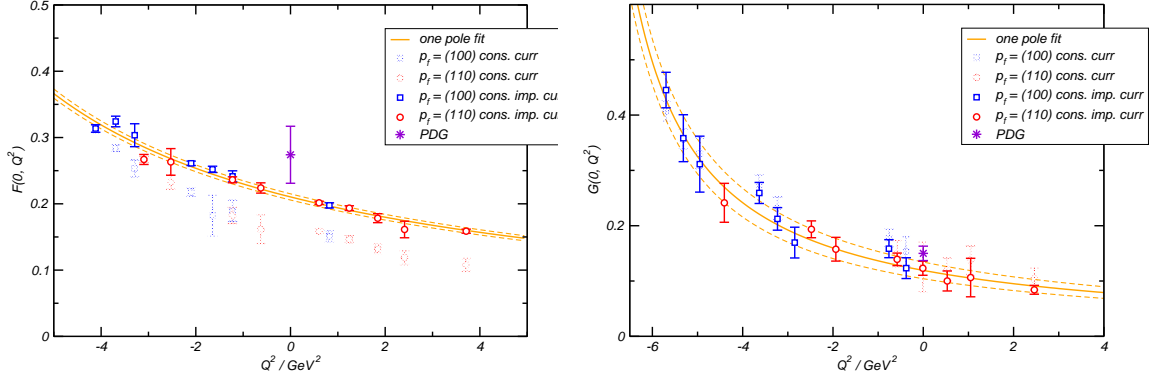 0.5
0.4
0.3
0.2
0.1
0
F(0, Q²)
-4
-2
0
2
4
Q² / GeV²
one pole fit
p_f = (100) cons. curr
p_f = (110) cons. curr
p_f = (100) cons. imp. curr
p_f = (110) cons. imp. curr
PDG
0.4
0.2
0
G(0, Q²)
-6
-4
-2
0
2
4
Q² / GeV²
one pole fit
p_f = (100) cons. curr
p_f = (110) cons. curr
p_f = (100) cons. imp. curr
p_f = (110) cons. imp. curr
PDG